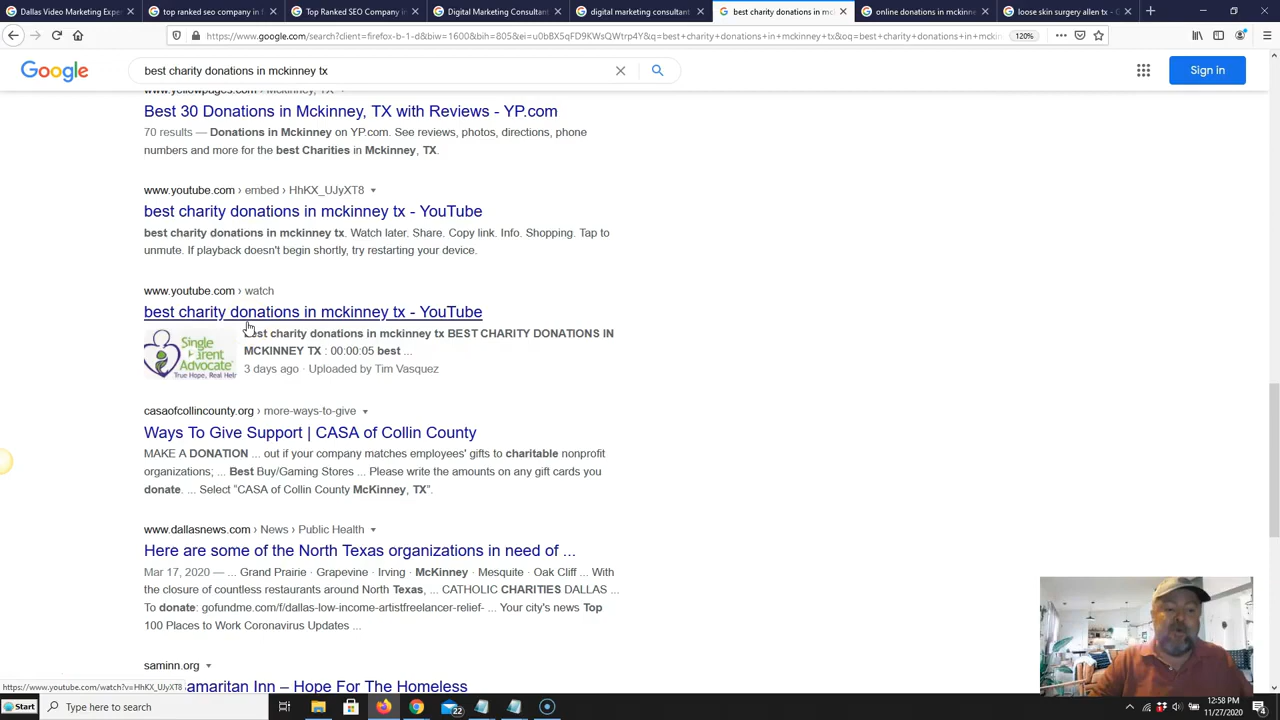 Dallas Video Marketing Exper
top ranked seo company in S
Top Ranked SEO Company in
Digital Marketing Consultant
digital marketing consultant
best charity donations in mc
online donations in mckinne
loose skin surgery allen tx - G
https://www.google.com/search?client=firefox-b-1-d&biw=1600&bih=805&ei=u0bBX5qFD9KWsQWtrp4Y&q=best+charity+donations+in+mckinney+tx&oq=best+charity+donations+in+mckin
120%
Google
best charity donations in mckinney tx
Sign in
www.yellowpages.com › Mckinney, TX
Best 30 Donations in Mckinney, TX with Reviews - YP.com
70 results — Donations in Mckinney on YP.com. See reviews, photos, directions, phone
numbers and more for the best Charities in Mckinney, TX.
www.youtube.com › embed › HhKX_UJyXT8
best charity donations in mckinney tx - YouTube
best charity donations in mckinney tx. Watch later. Share. Copy link. Info. Shopping. Tap to
unmute. If playback doesn't begin shortly, try restarting your device.
www.youtube.com › watch
best charity donations in mckinney tx - YouTube
best charity donations in mckinney tx BEST CHARITY DONATIONS IN
MCKINNEY TX : 00:00:05 best ...
3 days ago · Uploaded by Tim Vasquez
Single
Parent
Advocate
True Hope, Real Help
casaofcollincounty.org › more-ways-to-give
Ways To Give Support | CASA of Collin County
MAKE A DONATION ... out if your company matches employees' gifts to charitable nonprofit
organizations; ... Best Buy/Gaming Stores ... Please write the amounts on any gift cards you
donate. ... Select "CASA of Collin County McKinney, TX".
www.dallasnews.com › News › Public Health
Here are some of the North Texas organizations in need of ...
Mar 17, 2020 — ... Grand Prairie · Grapevine · Irving · McKinney · Mesquite · Oak Cliff ... With
the closure of countless restaurants around North Texas, ... CATHOLIC CHARITIES DALLAS ...
To donate: gofundme.com/f/dallas-low-income-artistfreelancer-relief- ... Your city's news Top
100 Places to Work Coronavirus Updates ...
saminn.org
amaritan Inn – Hope For The Homeless
https://www.youtube.com/watch?v=HhKX_UJyXT8
Start
Type here to search
22
12:58 PM
11/27/2020
4